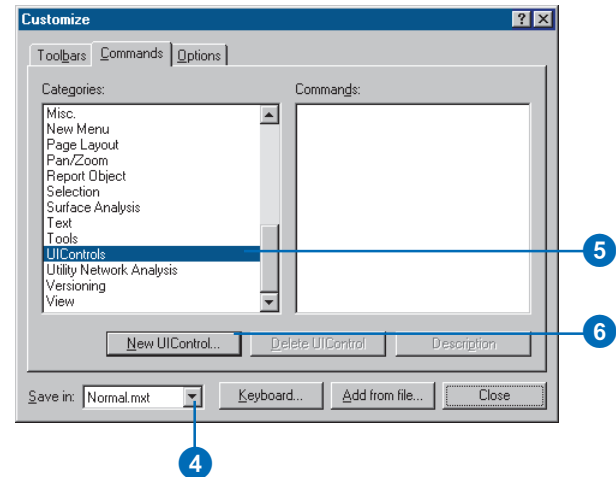 Customize
Toolbars Commands Options
Categories: Commands:
Misc.
New Menu
Page Layout
Pan/Zoom
Report Object
Selection
Surface Analysis
Text
Tools
UIControls
Utility Network Analysis
Versioning
View
5
6
New UIControl... Delete UIControl Description
Save in: Normal.mxt Keyboard... Add from file... Close
4